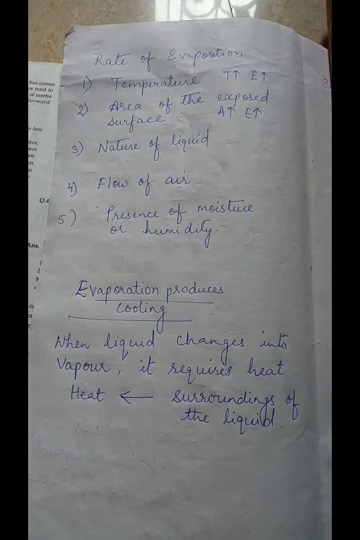 Rate of Evaportion
1) Temperature T↑ E↑
2) Area of the exposed
surface A↑ E↑
3) Nature of liquid
4) Flow of air
5) Presence of moisture
or humidity.
Evaporation produces
cooling
When liquid changes into
Vapour, it requires heat.
Heat ← surroundings of
the liquid.